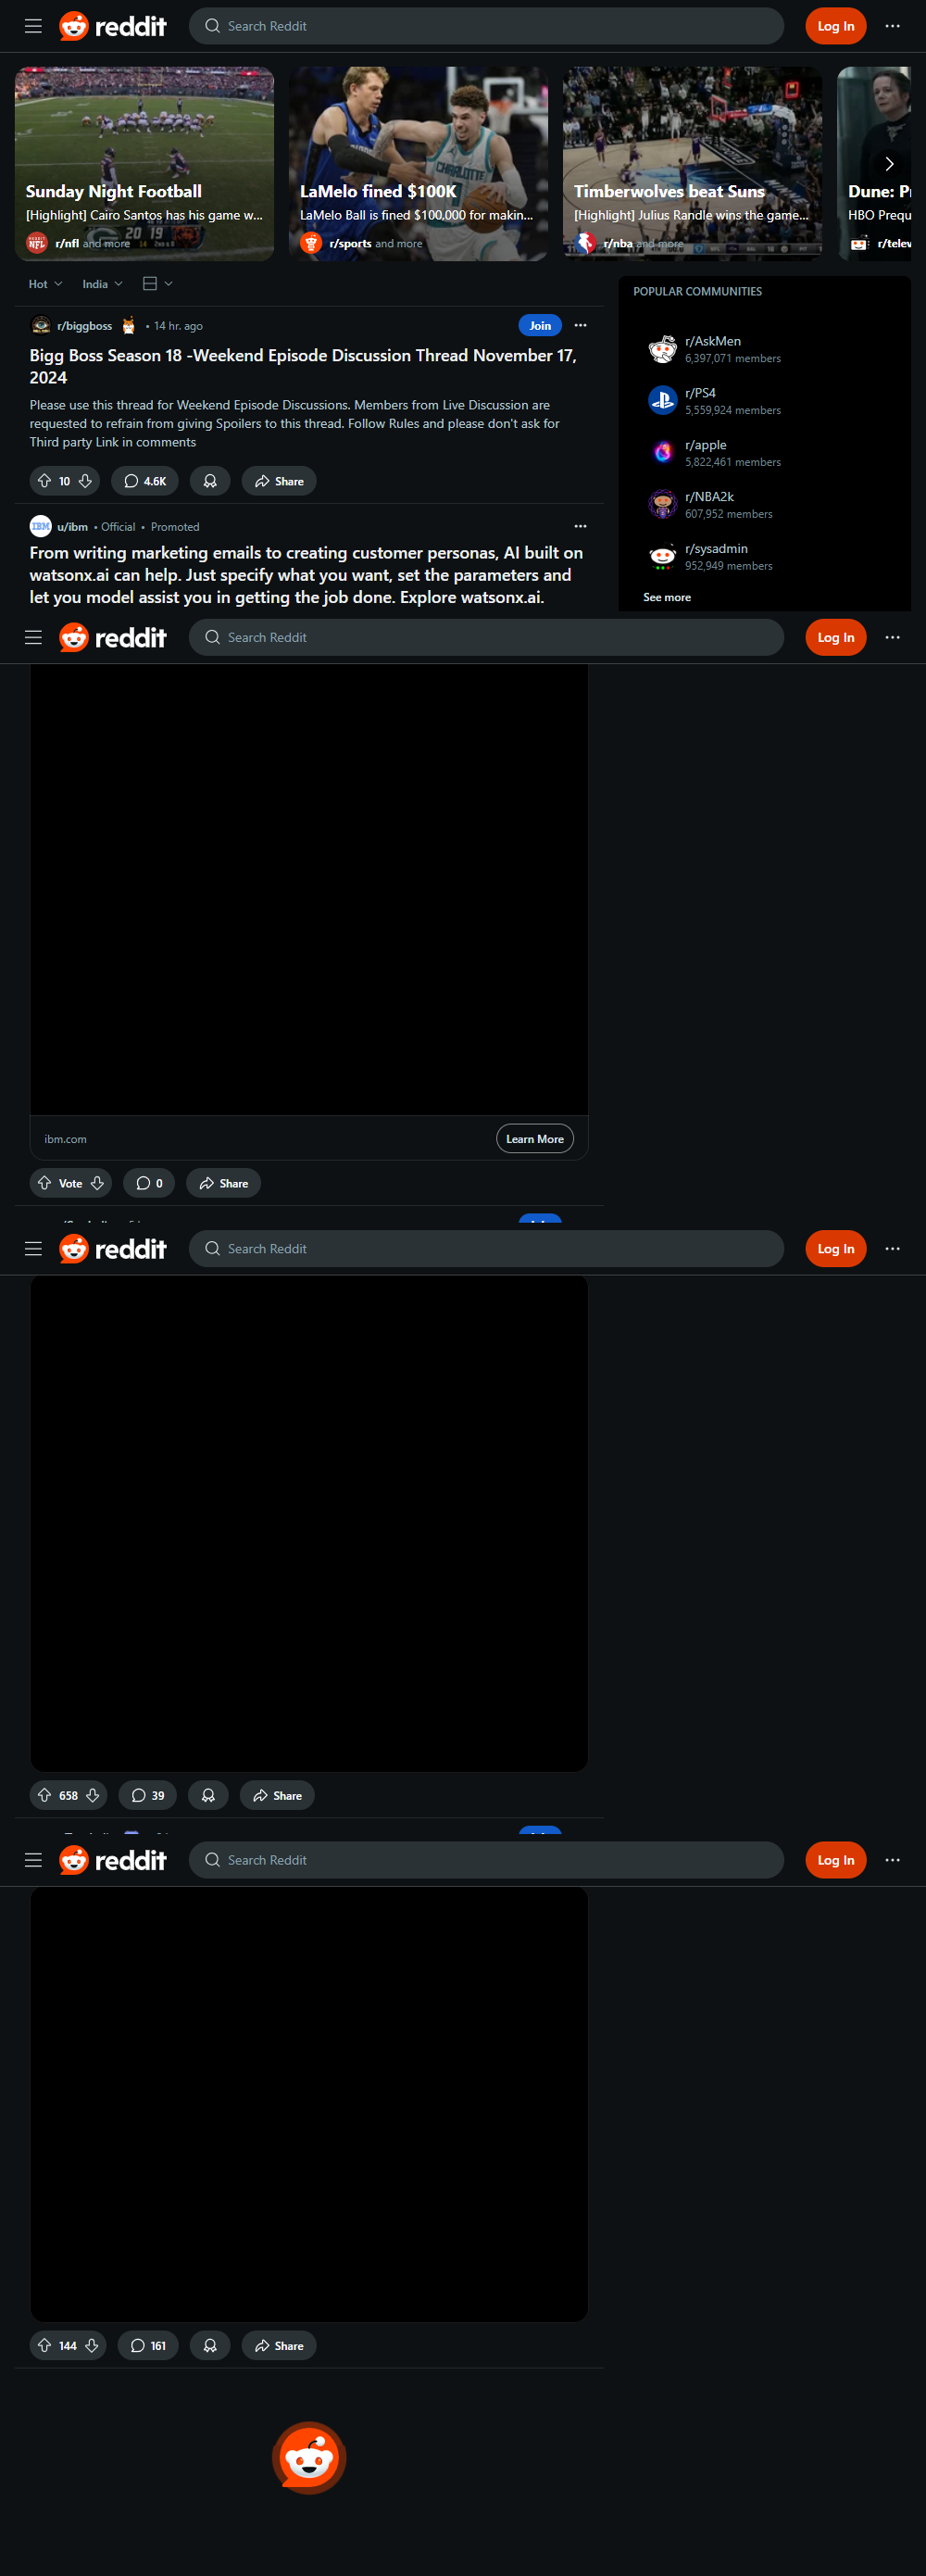 reddit
Search Reddit
Log In
Sunday Night Football
[Highlight] Cairo Santos has his game w...
NFL
r/nfl and more
20 19
LaMelo fined $100K
LaMelo Ball is fined $100,000 for makin...
r/sports and more
CHARLOTTE
Timberwolves beat Suns
[Highlight] Julius Randle wins the game...
r/nba and more
Dune: P
HBO Prequ
r/telev
Hot
India
POPULAR COMMUNITIES
r/biggboss • 14 hr. ago
Join
Bigg Boss Season 18 -Weekend Episode Discussion Thread November 17,
2024
Please use this thread for Weekend Episode Discussions. Members from Live Discussion are
requested to refrain from giving Spoilers to this thread. Follow Rules and please don't ask for
Third party Link in comments
10
4.6K
Share
r/AskMen
6,397,071 members
r/PS4
5,559,924 members
r/apple
5,822,461 members
r/NBA2k
607,952 members
r/sysadmin
952,949 members
See more
IBM
u/ibm • Official • Promoted
From writing marketing emails to creating customer personas, AI built on
watsonx.ai can help. Just specify what you want, set the parameters and
let you model assist you in getting the job done. Explore watsonx.ai.
reddit
Search Reddit
Log In
ibm.com
Learn More
Vote
0
Share
reddit
Search Reddit
Log In
658
39
Share
reddit
Search Reddit
Log In
144
161
Share